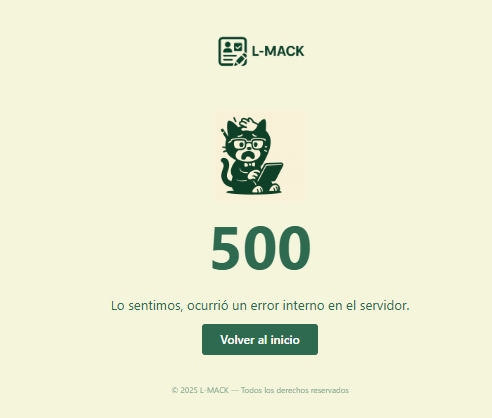 L-MACK
500
Lo sentimos, ocurrió un error interno en el servidor.
Volver al inicio
© 2025 L-MACK — Todos los derechos reservados